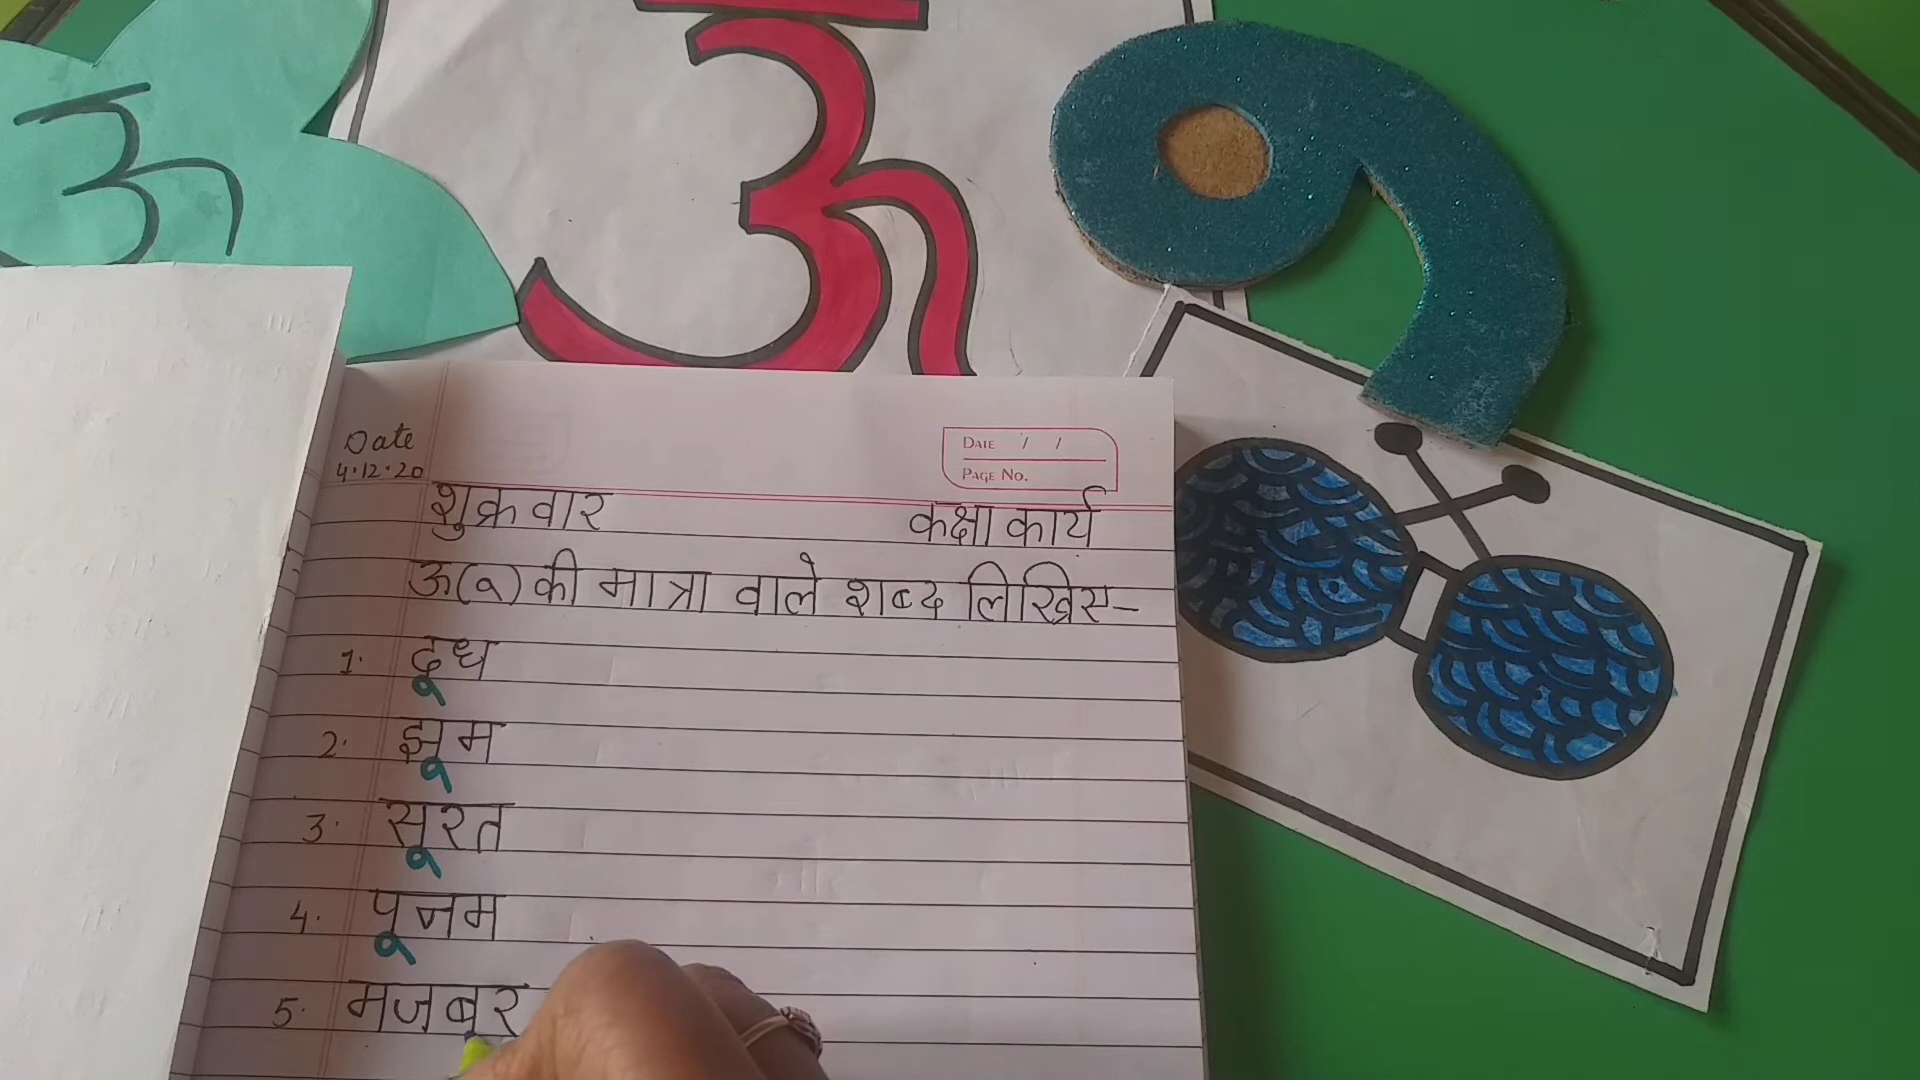 ऊ
ऊ
Date
4.12.20
DATE / /
PAGE No.
शुक्रवार कक्षा कार्य
ऊ(ू) की मात्रा वाले शब्द लिखिए-
1. दूध
2. झूम
3. सूरत
4. पूनम
5. मजबूर